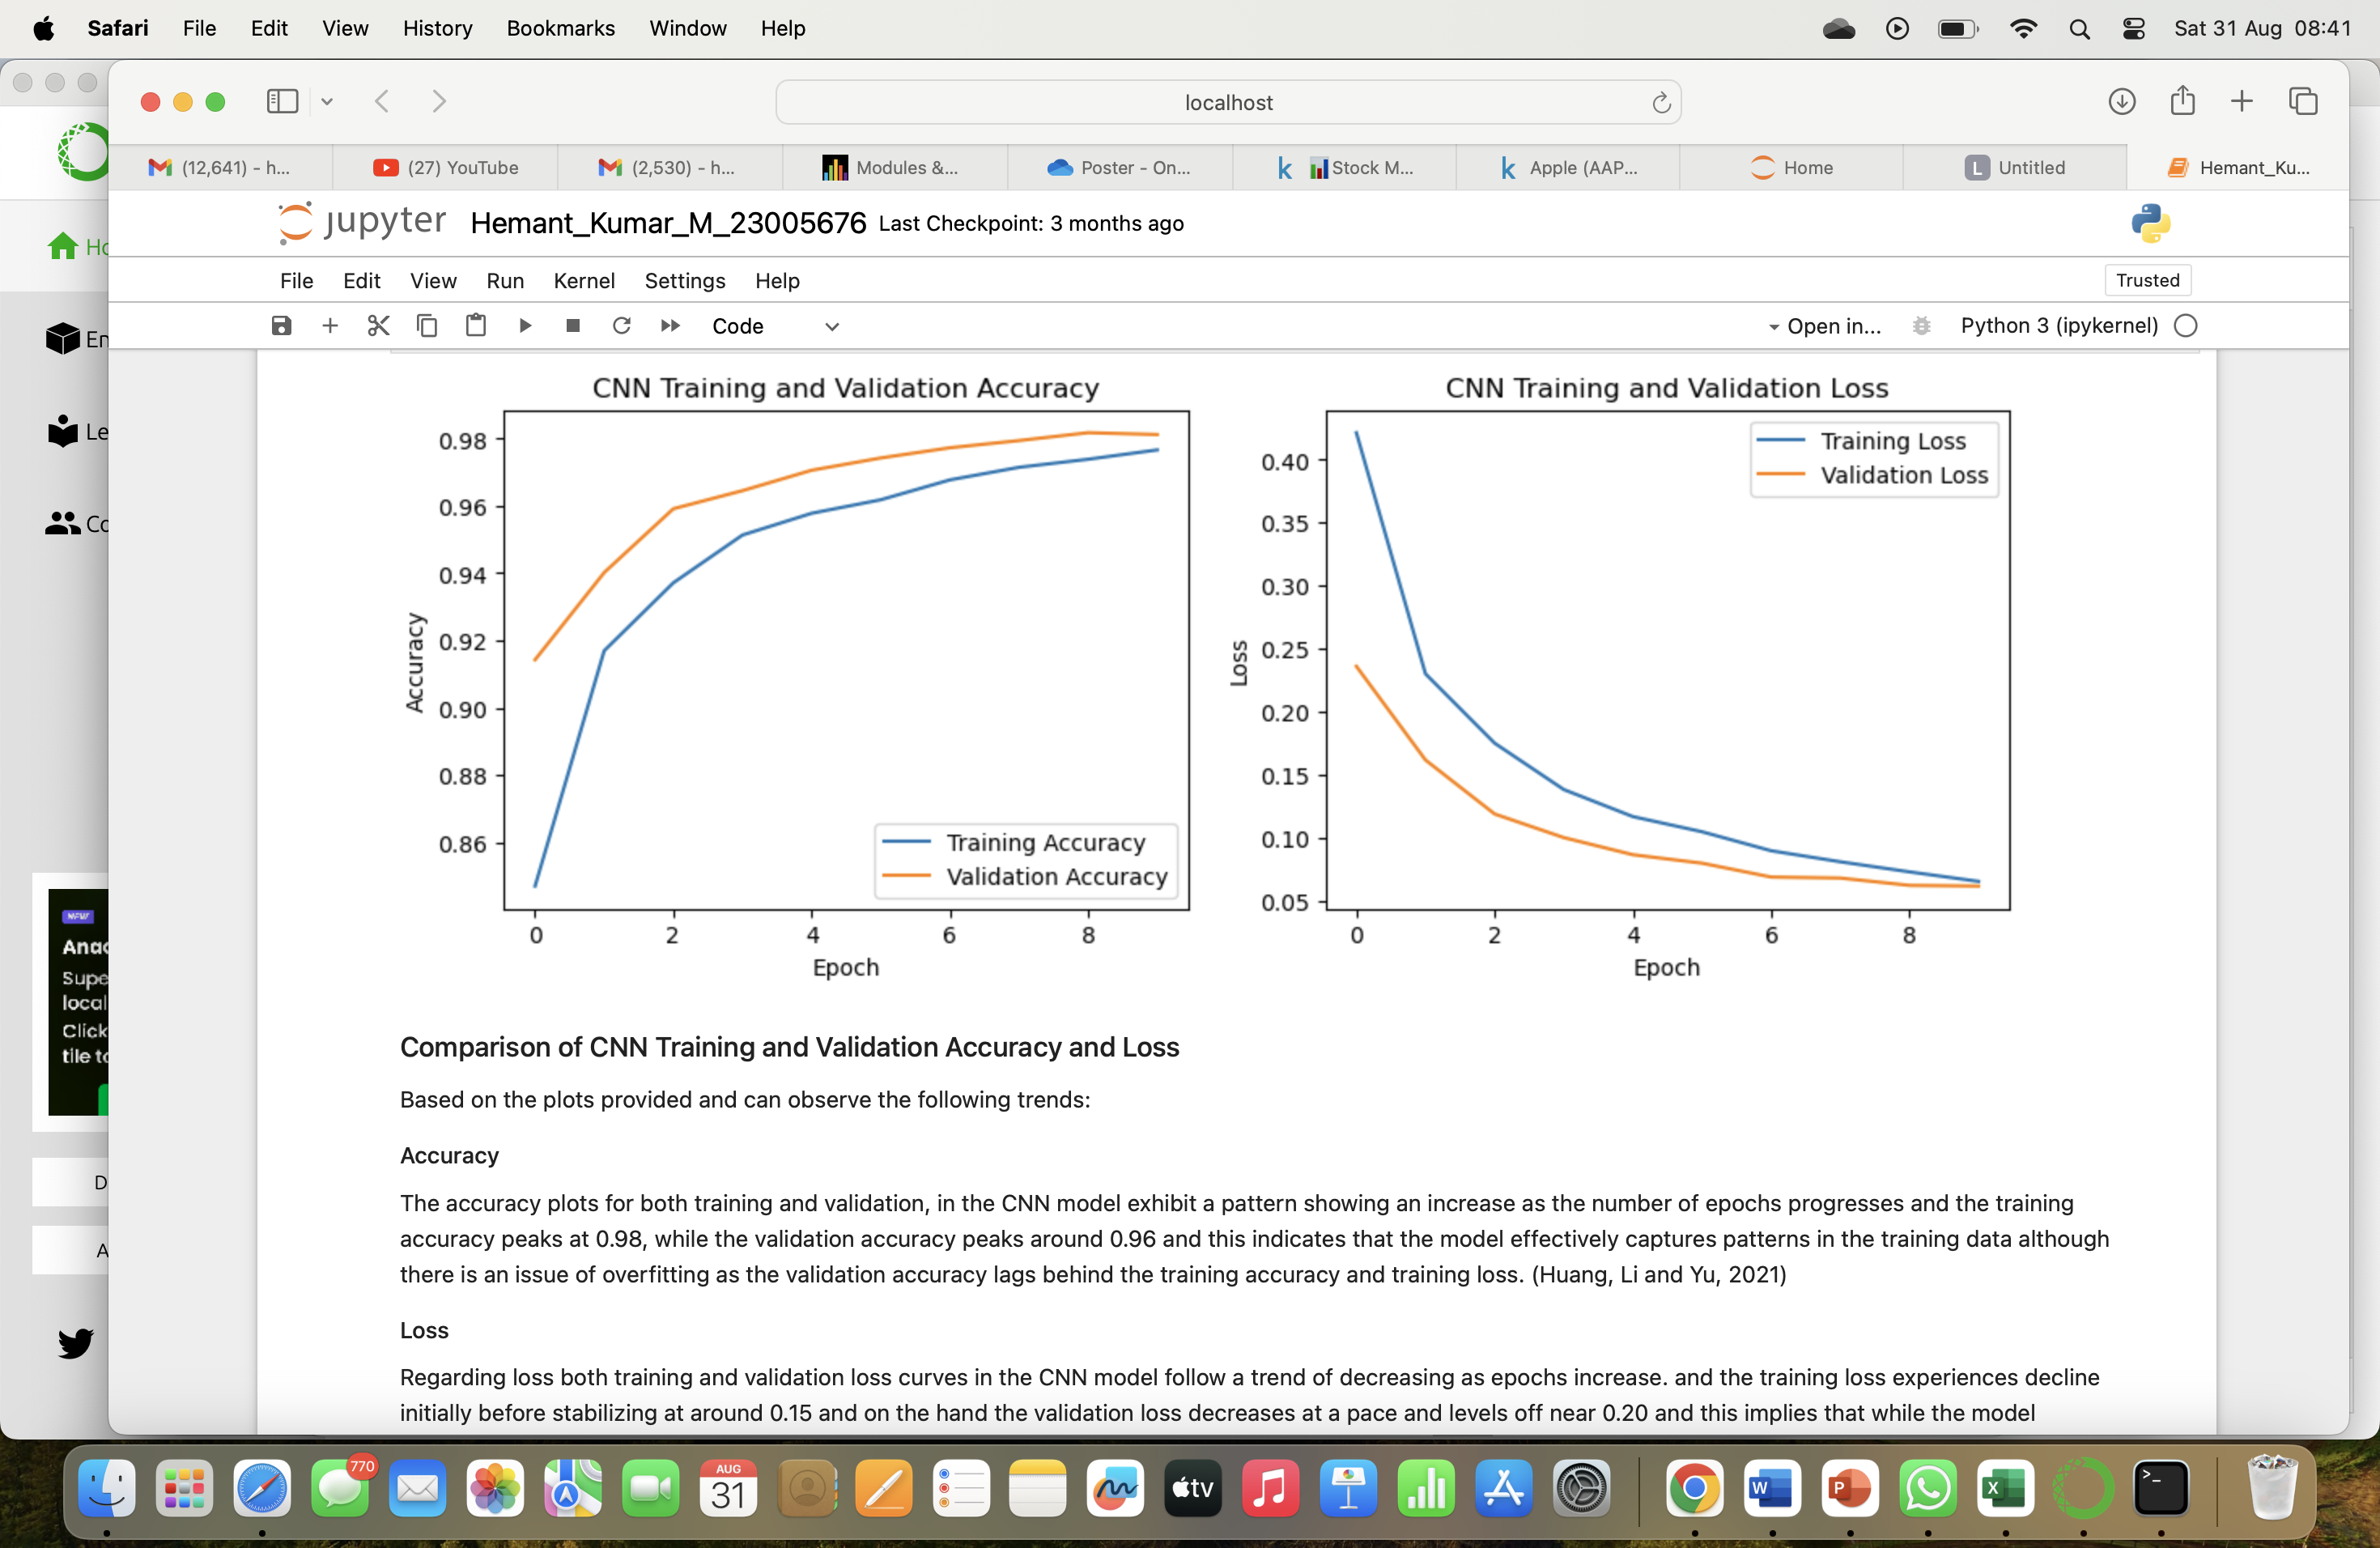 Safari File Edit View History Bookmarks Window Help Sat 31 Aug 08:41
localhost
(12,641) - h... (27) YouTube (2,530) - h... Modules &... Poster - On... Stock M... Apple (AAP... Home L Untitled Hemant_Ku...
jupyter Hemant_Kumar_M_23005676 Last Checkpoint: 3 months ago
File Edit View Run Kernel Settings Help Trusted
Code Open in... Python 3 (ipykernel)
Ho
En
Le
Co
NEW
Anac
Supe
local
Click
tile to
D
A
CNN Training and Validation Accuracy
0.98
0.96
0.94
0.92
0.90
0.88
0.86
Accuracy
Training Accuracy
Validation Accuracy
0 2 4 6 8
Epoch
CNN Training and Validation Loss
Training Loss
Validation Loss
0.40
0.35
0.30
0.25
0.20
0.15
0.10
0.05
Loss
0 2 4 6 8
Epoch
Comparison of CNN Training and Validation Accuracy and Loss
Based on the plots provided and can observe the following trends:
Accuracy
The accuracy plots for both training and validation, in the CNN model exhibit a pattern showing an increase as the number of epochs progresses and the training
accuracy peaks at 0.98, while the validation accuracy peaks around 0.96 and this indicates that the model effectively captures patterns in the training data although
there is an issue of overfitting as the validation accuracy lags behind the training accuracy and training loss. (Huang, Li and Yu, 2021)
Loss
Regarding loss both training and validation loss curves in the CNN model follow a trend of decreasing as epochs increase. and the training loss experiences decline
initially before stabilizing at around 0.15 and on the hand the validation loss decreases at a pace and levels off near 0.20 and this implies that while the model
770
AUG
31
tv
W
P
X
>_